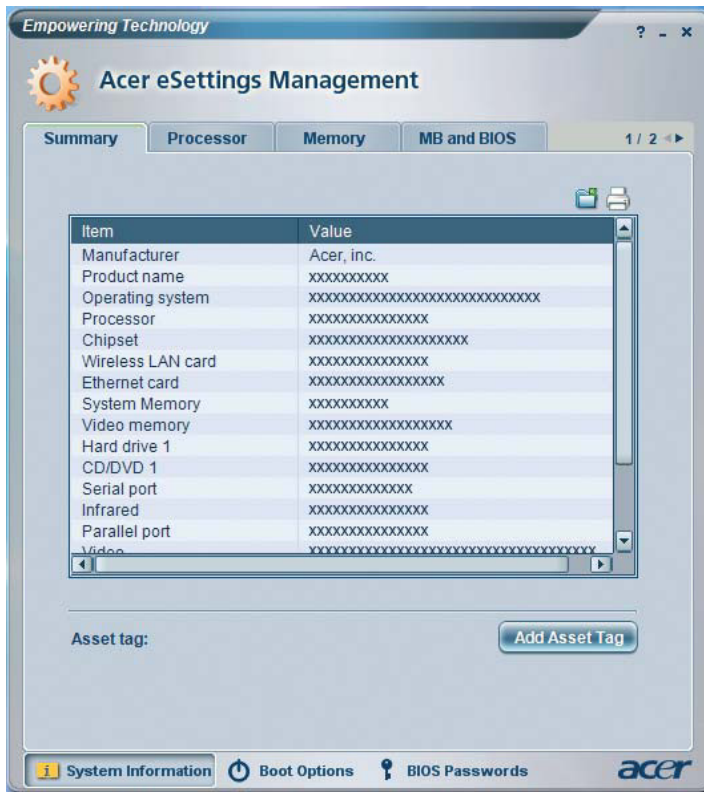 Empowering Technology
? - x
Acer eSettings Management
Summary Processor Memory MB and BIOS 1 / 2
Item Value
Manufacturer Acer, inc.
Product name xxxxxxxxxx
Operating system xxxxxxxxxxxxxxxxxxxxxxxxxxxxx
Processor xxxxxxxxxxxxxxx
Chipset xxxxxxxxxxxxxxxxxxxx
Wireless LAN card xxxxxxxxxxxxxxx
Ethernet card xxxxxxxxxxxxxxxxx
System Memory xxxxxxxxxx
Video memory xxxxxxxxxxxxxxxxxx
Hard drive 1 xxxxxxxxxxxxxxx
CD/DVD 1 xxxxxxxxxxxxxxx
Serial port xxxxxxxxxxxxx
Infrared xxxxxxxxxxxxxxx
Parallel port xxxxxxxxxxxxxxx
Video xxxxxxxxxxxxxxxxxxxxxxxxxxxxxxxxxxxx
Asset tag: Add Asset Tag
i System Information Boot Options BIOS Passwords acer